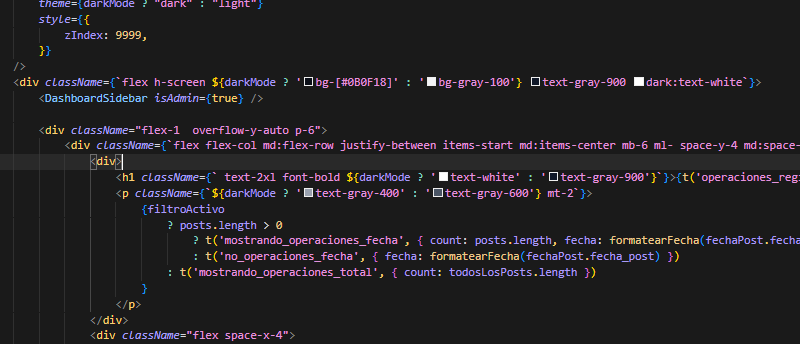 theme={darkMode ? "dark" : "light"}
style={{
zIndex: 9999,
}}
/>
<div className={`flex h-screen ${darkMode ? 'bg-[#0B0F18]' : 'bg-gray-100'} text-gray-900 dark:text-white`}>
<DashboardSidebar isAdmin={true} />
<div className="flex-1  overflow-y-auto p-6">
<div className={`flex flex-col md:flex-row justify-between items-start md:items-center mb-6 ml- space-y-4 md:space-
<div>
<h1 className={` text-2xl font-bold ${darkMode ? 'text-white' : 'text-gray-900'}`}>{t('operaciones_regi
<p className={`${darkMode ? 'text-gray-400' : 'text-gray-600'} mt-2`}>
{filtroActivo
? posts.length > 0
? t('mostrando_operaciones_fecha', { count: posts.length, fecha: formatearFecha(fechaPost.fecha
: t('no_operaciones_fecha', { fecha: formatearFecha(fechaPost.fecha_post) })
: t('mostrando_operaciones_total', { count: todosLosPosts.length })
}
</p>
</div>
<div className="flex space-x-4">